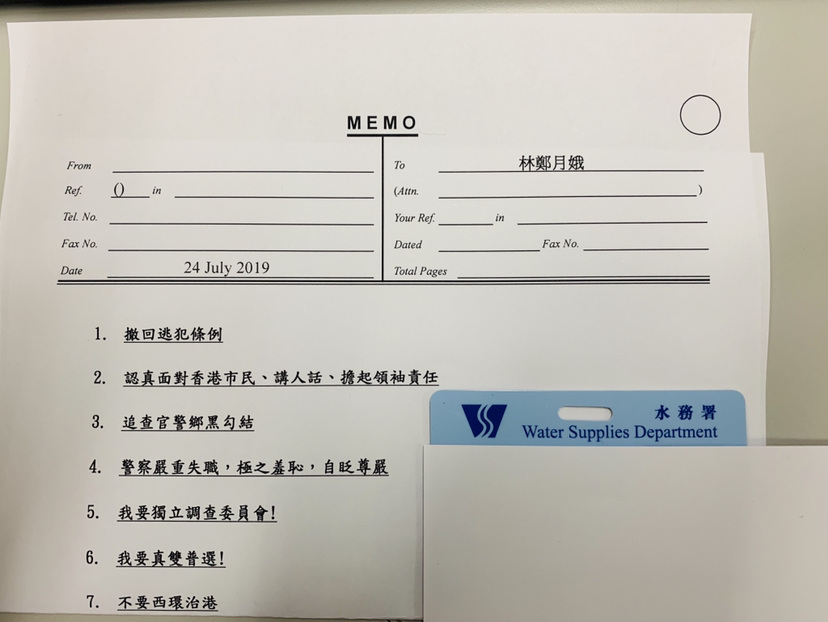 MEMO
From
Ref. () in
Tel. No.
Fax No.
Date 24 July 2019
To 林鄭月娥
(Attn. )
Your Ref. in
Dated Fax No.
Total Pages
1. 撤回逃犯條例
2. 認真面對香港市民、講人話、擔起領袖責任
3. 追查官警鄉黑勾結
4. 警察嚴重失職，極之羞恥，自貶尊嚴
5. 我要獨立調查委員會!
6. 我要真雙普選!
7. 不要西環治港
水務署
Water Supplies Department